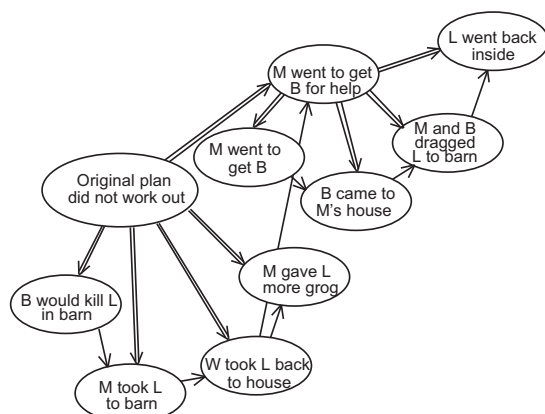 L went back
inside
M went to get
B for help
M and B
dragged
L to barn
M went to
get B
Original plan
did not work out
B came to
M's house
M gave L
more grog
B would kill L
in barn
W took L back
to house
M took L
to barn